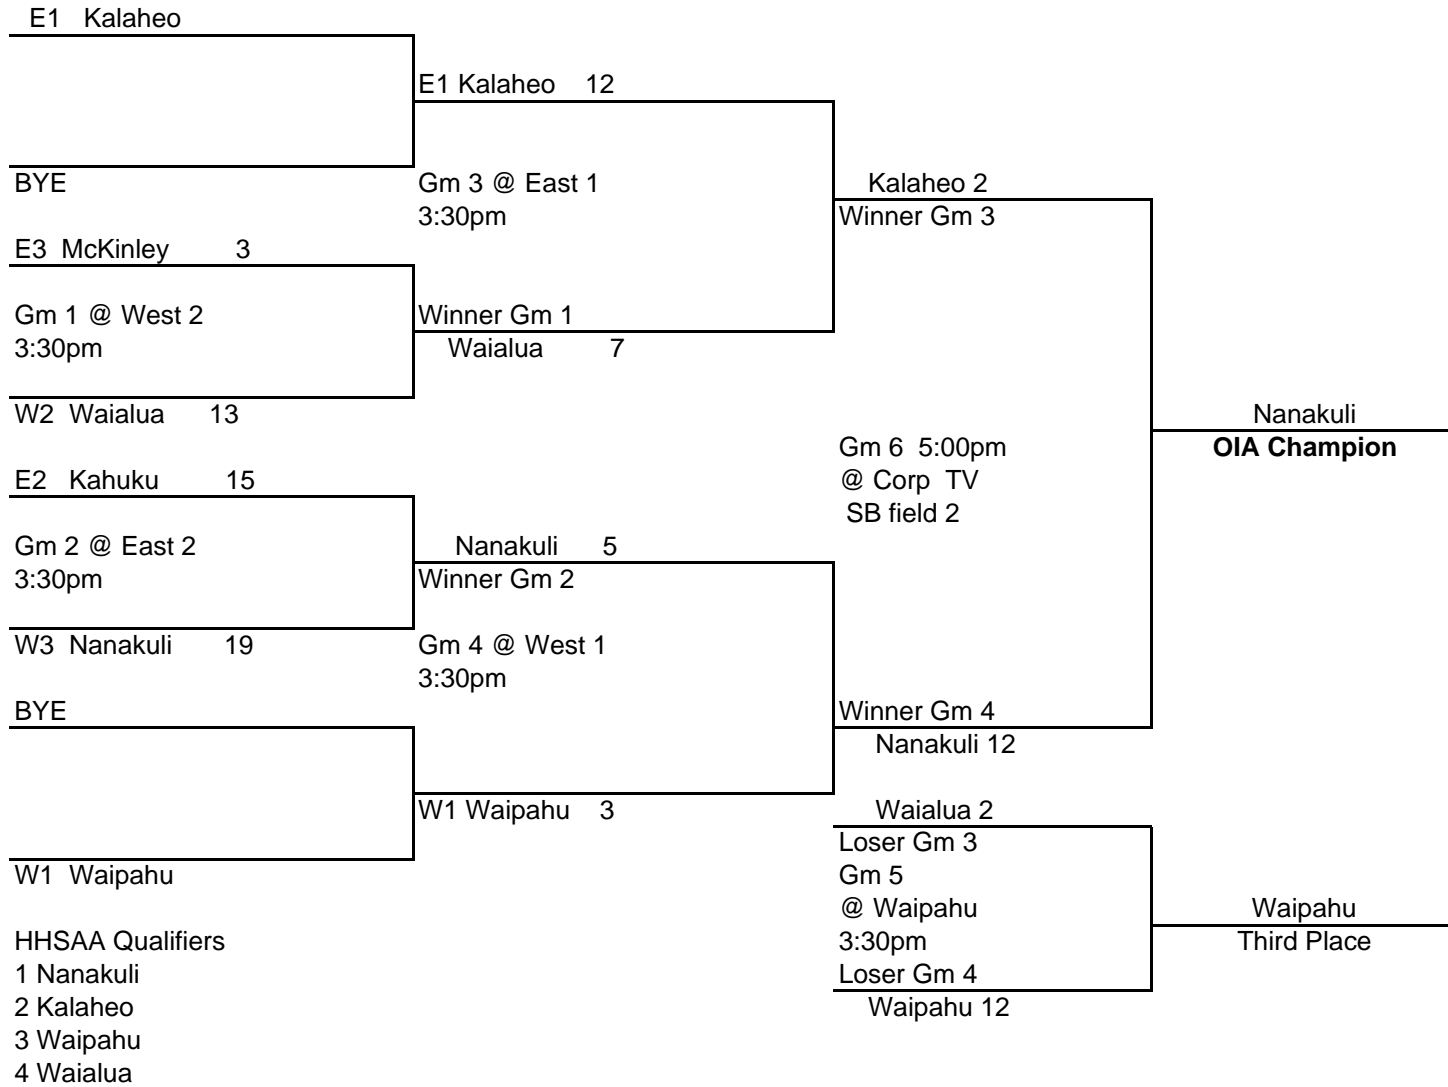 E1 Kalaheo
E1 Kalaheo 12
BYE
Gm 3 @ East 1
3:30pm
Kalaheo 2
Winner Gm 3
E3 McKinley 3
Gm 1 @ West 2
3:30pm
Winner Gm 1
Waialua 7
W2 Waialua 13
Nanakuli
OIA Champion
Gm 6 5:00pm
@ Corp TV
SB field 2
E2 Kahuku 15
Gm 2 @ East 2
3:30pm
Nanakuli 5
Winner Gm 2
W3 Nanakuli 19
Gm 4 @ West 1
3:30pm
BYE
Winner Gm 4
Nanakuli 12
W1 Waipahu 3
Waialua 2
Loser Gm 3
Gm 5
@ Waipahu
3:30pm
Loser Gm 4
Waipahu 12
Waipahu
Third Place
W1 Waipahu
HHSAA Qualifiers
1 Nanakuli
2 Kalaheo
3 Waipahu
4 Waialua